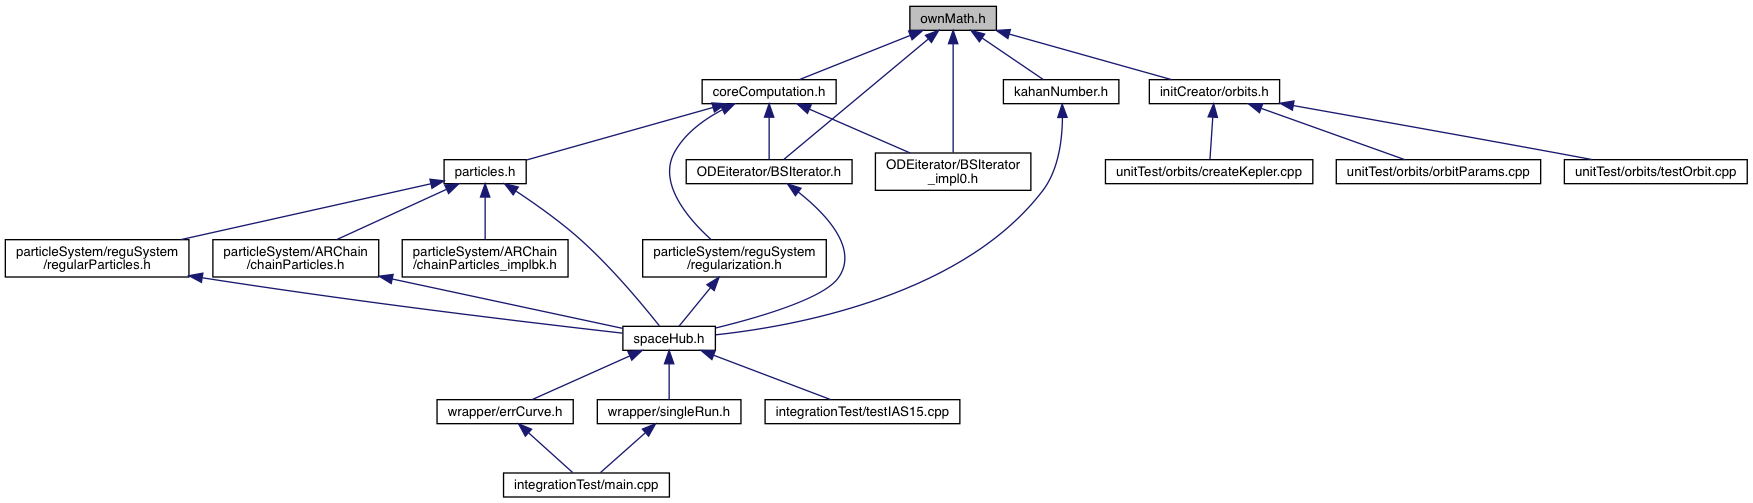 ownMath.h
coreComputation.h
kahanNumber.h
initCreator/orbits.h
particles.h
ODEiterator/BSIterator.h
ODEiterator/BSIterator
_impl0.h
unitTest/orbits/createKepler.cpp
unitTest/orbits/orbitParams.cpp
unitTest/orbits/testOrbit.cpp
particleSystem/reguSystem
/regularParticles.h
particleSystem/ARChain
/chainParticles.h
particleSystem/ARChain
/chainParticles_implbk.h
particleSystem/reguSystem
/regularization.h
spaceHub.h
wrapper/errCurve.h
wrapper/singleRun.h
integrationTest/testIAS15.cpp
integrationTest/main.cpp